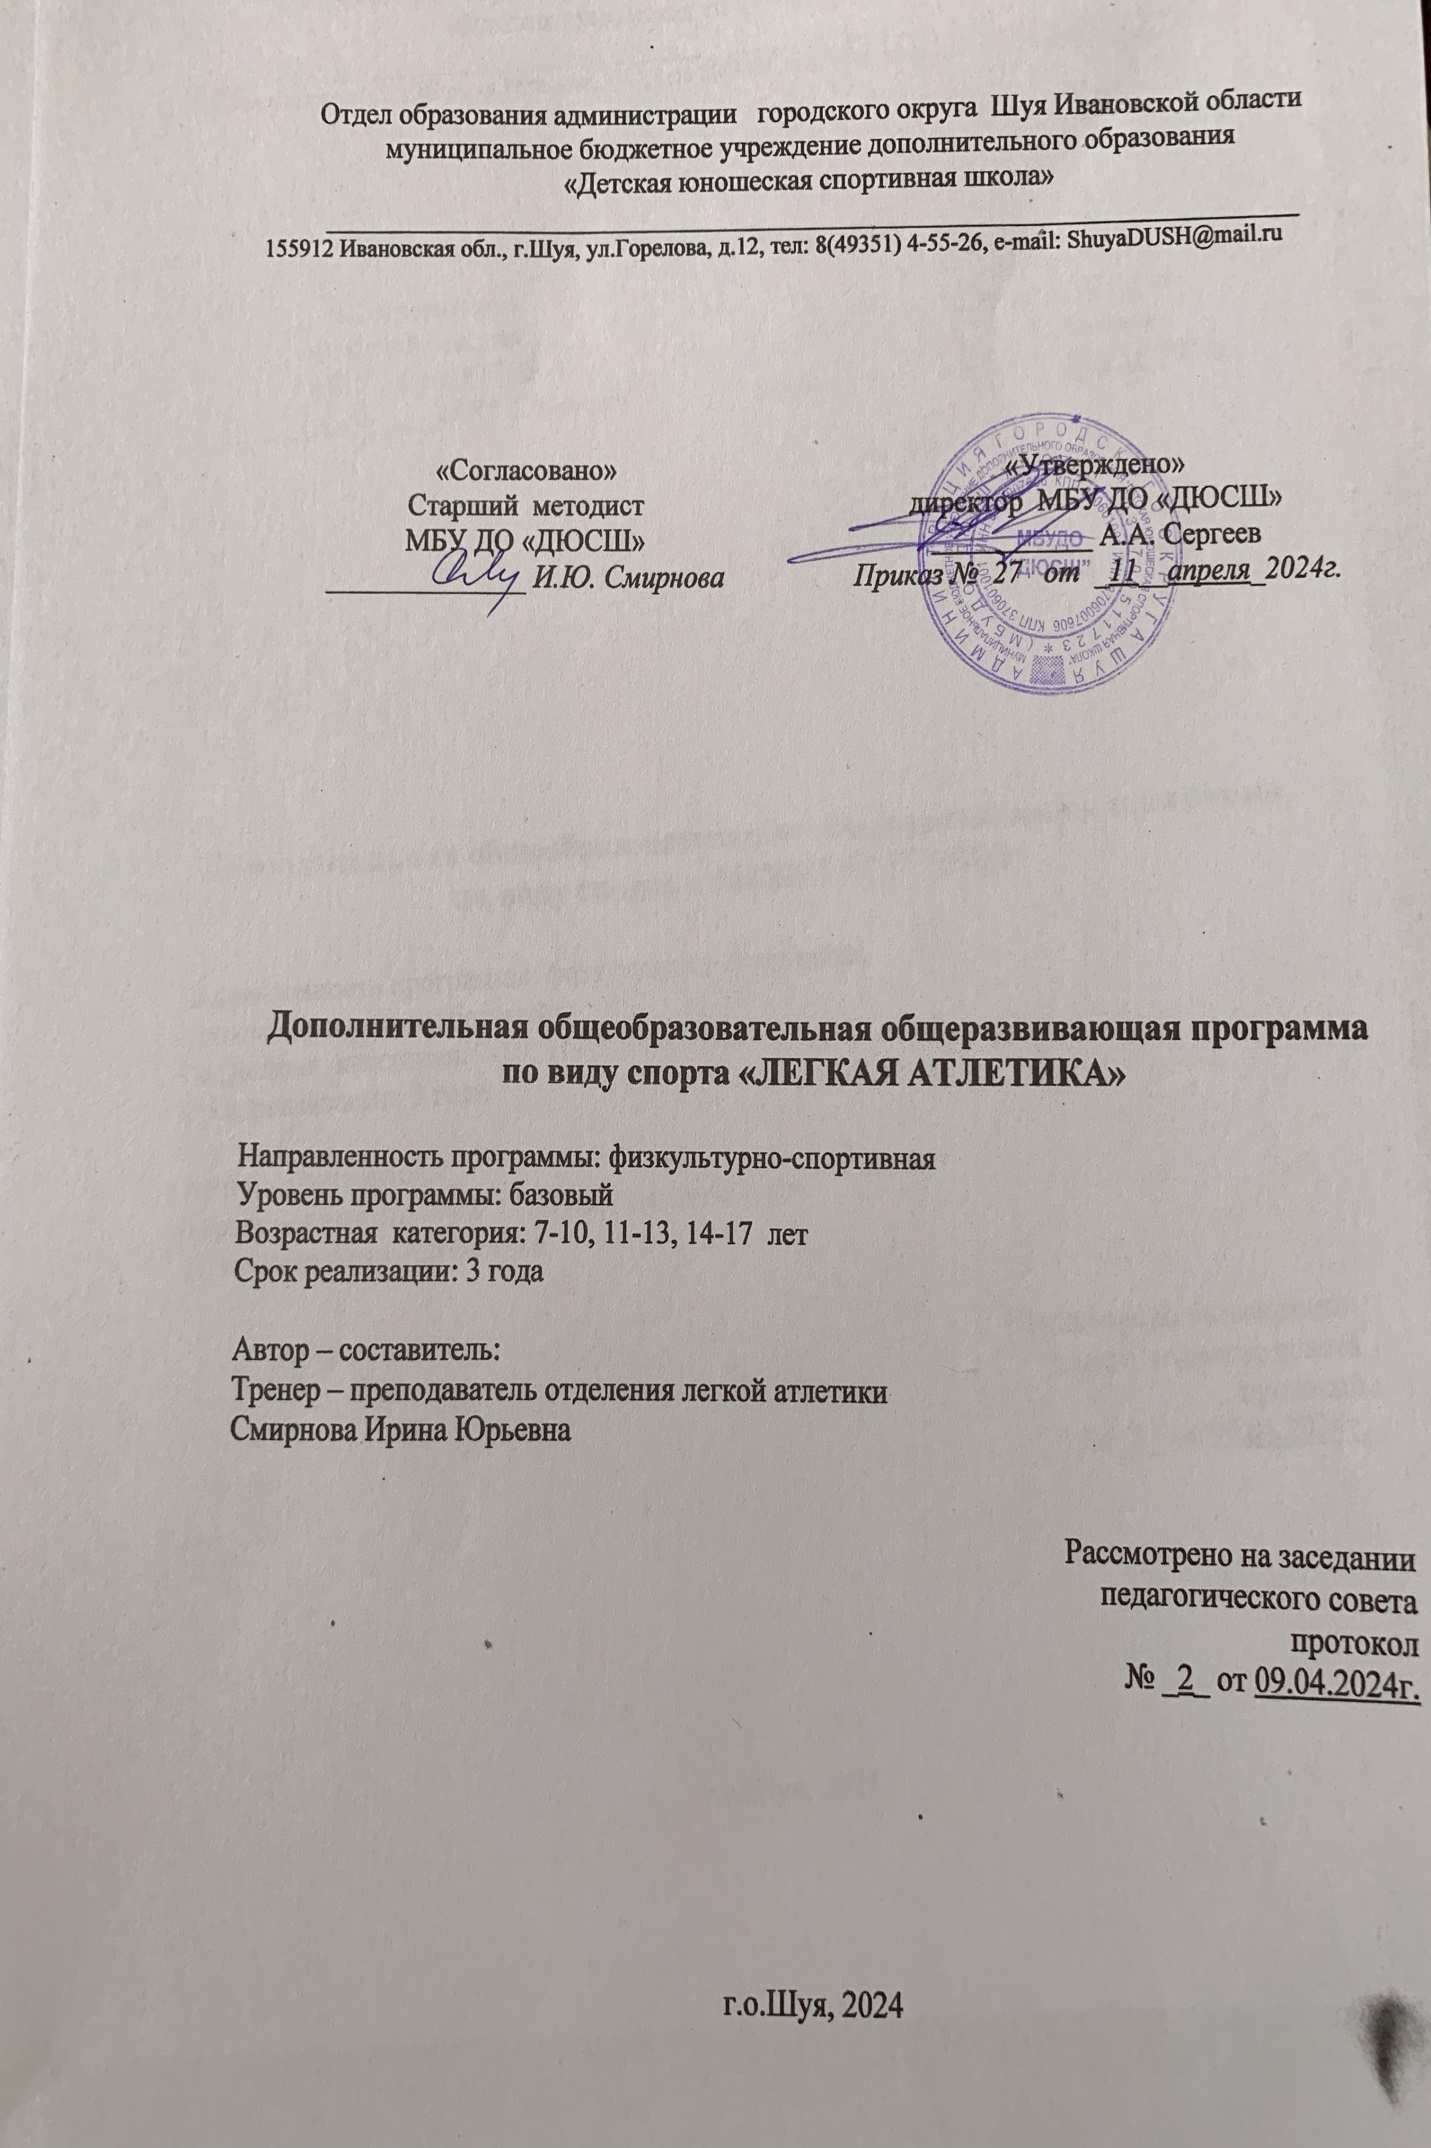 Отдел образования администрации городского округа Шуя Ивановской области
муниципальное бюджетное учреждение дополнительного образования
«Детская юношеская спортивная школа»
155912 Ивановская обл., г.Шуя, ул.Горелова, д.12, тел: 8(49351) 4-55-26, e-mail: ShuyaDUSH@mail.ru
«Согласовано»
Старший методист
МБУ ДО «ДЮСШ»
И.Ю. Смирнова
«Утверждено»
директор МБУ ДО «ДЮСШ»
А.А. Сергеев
Приказ № 27 от _11_ _апреля_2024г.
МБУДО
"ДЮСШ"
Дополнительная общеобразовательная общеразвивающая программа
по виду спорта «ЛЕГКАЯ АТЛЕТИКА»
Направленность программы: физкультурно-спортивная
Уровень программы: базовый
Возрастная категория: 7-10, 11-13, 14-17 лет
Срок реализации: 3 года
Автор – составитель:
Тренер – преподаватель отделения легкой атлетики
Смирнова Ирина Юрьевна
Рассмотрено на заседании
педагогического совета
протокол
№ _2_ от 09.04.2024г.
г.о.Шуя, 2024